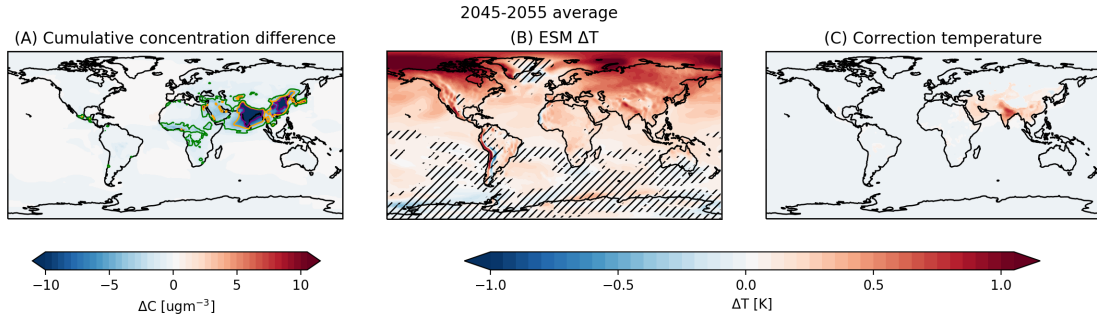 2045-2055 average
(A) Cumulative concentration difference
(B) ESM ΔT
(C) Correction temperature
−10 −5 0 5 10
ΔC [ugm⁻³]
−1.0 −0.5 0.0 0.5 1.0
ΔT [K]